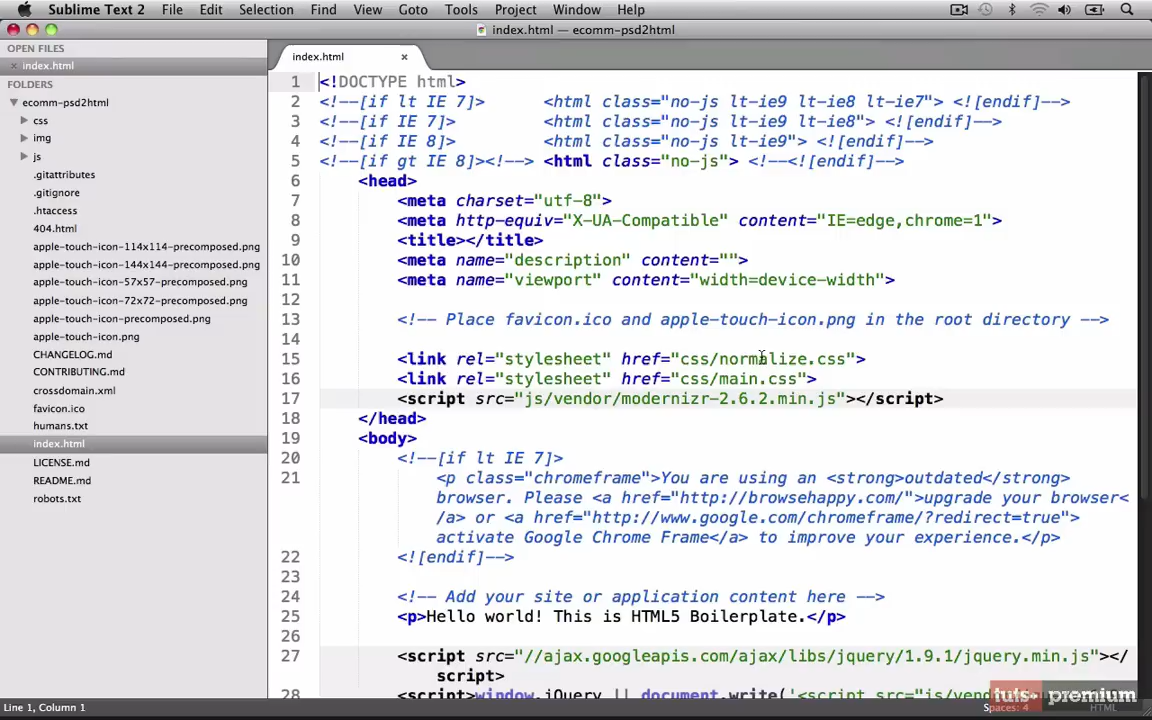 Sublime Text 2 File Edit Selection Find View Goto Tools Project Window Help
index.html — ecomm-psd2html
OPEN FILES
× index.html
FOLDERS
ecomm-psd2html
css
img
js
.gitattributes
.gitignore
.htaccess
404.html
apple-touch-icon-114x114-precomposed.png
apple-touch-icon-144x144-precomposed.png
apple-touch-icon-57x57-precomposed.png
apple-touch-icon-72x72-precomposed.png
apple-touch-icon-precomposed.png
apple-touch-icon.png
CHANGELOG.md
CONTRIBUTING.md
crossdomain.xml
favicon.ico
humans.txt
index.html
LICENSE.md
README.md
robots.txt
index.html ×
1 <!DOCTYPE html>
2 <!--[if lt IE 7]> <html class="no-js lt-ie9 lt-ie8 lt-ie7"> <![endif]-->
3 <!--[if IE 7]> <html class="no-js lt-ie9 lt-ie8"> <![endif]-->
4 <!--[if IE 8]> <html class="no-js lt-ie9"> <![endif]-->
5 <!--[if gt IE 8]><!--> <html class="no-js"> <!--<![endif]-->
6 <head>
7 <meta charset="utf-8">
8 <meta http-equiv="X-UA-Compatible" content="IE=edge,chrome=1">
9 <title></title>
10 <meta name="description" content="">
11 <meta name="viewport" content="width=device-width">
12
13 <!-- Place favicon.ico and apple-touch-icon.png in the root directory -->
14
15 <link rel="stylesheet" href="css/normalize.css">
16 <link rel="stylesheet" href="css/main.css">
17 <script src="js/vendor/modernizr-2.6.2.min.js"></script>
18 </head>
19 <body>
20 <!--[if lt IE 7]>
21 <p class="chromeframe">You are using an <strong>outdated</strong>
browser. Please <a href="http://browsehappy.com/">upgrade your browser<
/a> or <a href="http://www.google.com/chromeframe/?redirect=true">
activate Google Chrome Frame</a> to improve your experience.</p>
22 <![endif]-->
23
24 <!-- Add your site or application content here -->
25 <p>Hello world! This is HTML5 Boilerplate.</p>
26
27 <script src="//ajax.googleapis.com/ajax/libs/jquery/1.9.1/jquery.min.js"></
script>
28 <script>window.jQuery || document.write('<script src="js/
tuts+ premium
Line 1, Column 1 Spaces: 4 HTML